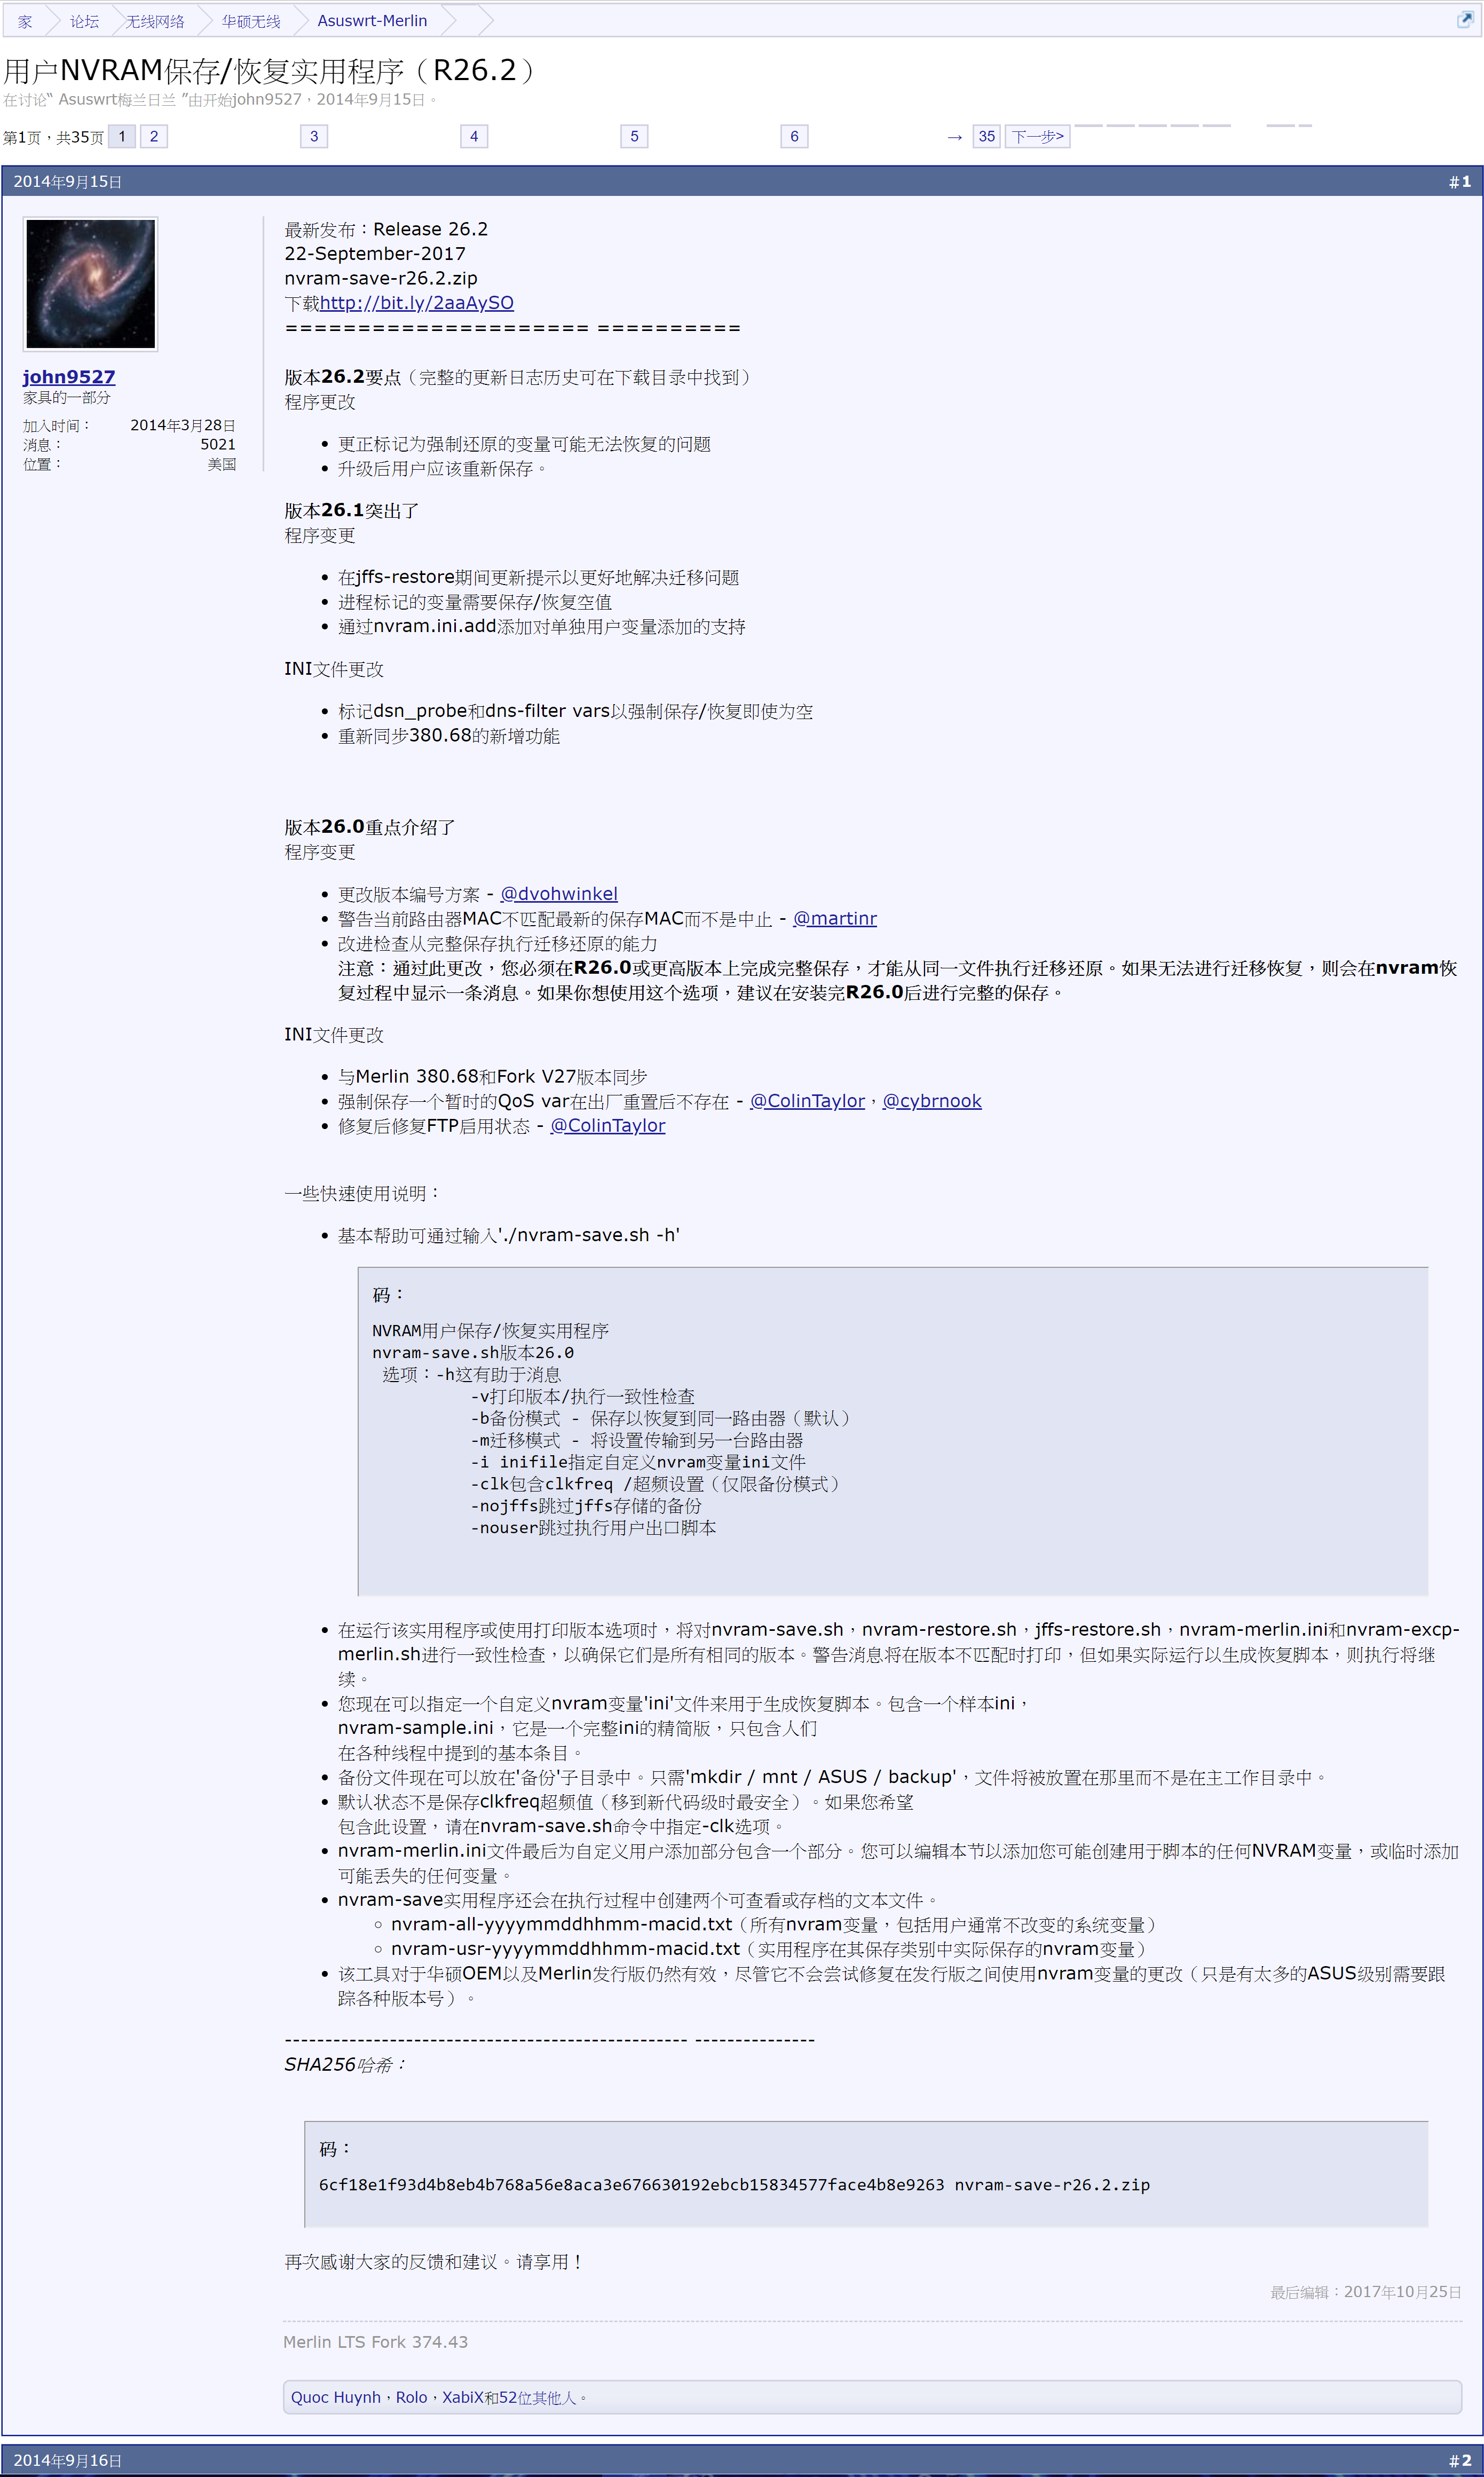 家 论坛 无线网络 华硕无线 Asuswrt-Merlin
用户NVRAM保存/恢复实用程序（R26.2）
在讨论“ Asuswrt梅兰日兰 ”由开始john9527，2014年9月15日。
第1页，共35页 1 2 3 4 5 6 → 35 下一步>
2014年9月15日 #1
john9527
家具的一部分
加入时间： 2014年3月28日
消息： 5021
位置： 美国
最新发布：Release 26.2
22-September-2017
nvram-save-r26.2.zip
下载http://bit.ly/2aaAySO
===================== ==========
版本26.2要点（完整的更新日志历史可在下载目录中找到）
程序更改
• 更正标记为强制还原的变量可能无法恢复的问题
• 升级后用户应该重新保存。
版本26.1突出了
程序变更
• 在jffs-restore期间更新提示以更好地解决迁移问题
• 进程标记的变量需要保存/恢复空值
• 通过nvram.ini.add添加对单独用户变量添加的支持
INI文件更改
• 标记dsn_probe和dns-filter vars以强制保存/恢复即使为空
• 重新同步380.68的新增功能
版本26.0重点介绍了
程序变更
• 更改版本编号方案 - @dvohwinkel
• 警告当前路由器MAC不匹配最新的保存MAC而不是中止 - @martinr
• 改进检查从完整保存执行迁移还原的能力
注意：通过此更改，您必须在R26.0或更高版本上完成完整保存，才能从同一文件执行迁移还原。如果无法进行迁移恢复，则会在nvram恢
复过程中显示一条消息。如果你想使用这个选项，建议在安装完R26.0后进行完整的保存。
INI文件更改
• 与Merlin 380.68和Fork V27版本同步
• 强制保存一个暂时的QoS var在出厂重置后不存在 - @ColinTaylor，@cybrnook
• 修复后修复FTP启用状态 - @ColinTaylor
一些快速使用说明：
• 基本帮助可通过输入'./nvram-save.sh -h'
码：
NVRAM用户保存/恢复实用程序
nvram-save.sh版本26.0
选项：-h这有助于消息
-v打印版本/执行一致性检查
-b备份模式 - 保存以恢复到同一路由器（默认）
-m迁移模式 - 将设置传输到另一台路由器
-i inifile指定自定义nvram变量ini文件
-clk包含clkfreq /超频设置（仅限备份模式）
-nojffs跳过jffs存储的备份
-nouser跳过执行用户出口脚本
• 在运行该实用程序或使用打印版本选项时，将对nvram-save.sh，nvram-restore.sh，jffs-restore.sh，nvram-merlin.ini和nvram-excp-
merlin.sh进行一致性检查，以确保它们是所有相同的版本。警告消息将在版本不匹配时打印，但如果实际运行以生成恢复脚本，则执行将继
续。
• 您现在可以指定一个自定义nvram变量'ini'文件来用于生成恢复脚本。包含一个样本ini，
nvram-sample.ini，它是一个完整ini的精简版，只包含人们
在各种线程中提到的基本条目。
• 备份文件现在可以放在'备份'子目录中。只需'mkdir / mnt / ASUS / backup'，文件将被放置在那里而不是在主工作目录中。
• 默认状态不是保存clkfreq超频值（移到新代码级时最安全）。如果您希望
包含此设置，请在nvram-save.sh命令中指定-clk选项。
• nvram-merlin.ini文件最后为自定义用户添加部分包含一个部分。您可以编辑本节以添加您可能创建用于脚本的任何NVRAM变量，或临时添加
可能丢失的任何变量。
• nvram-save实用程序还会在执行过程中创建两个可查看或存档的文本文件。
◦ nvram-all-yyyymmddhhmm-macid.txt（所有nvram变量，包括用户通常不改变的系统变量）
◦ nvram-usr-yyyymmddhhmm-macid.txt（实用程序在其保存类别中实际保存的nvram变量）
• 该工具对于华硕OEM以及Merlin发行版仍然有效，尽管它不会尝试修复在发行版之间使用nvram变量的更改（只是有太多的ASUS级别需要跟
踪各种版本号）。
-------------------------------------------------- ---------------
SHA256哈希：
码：
6cf18e1f93d4b8eb4b768a56e8aca3e676630192ebcb15834577face4b8e9263 nvram-save-r26.2.zip
再次感谢大家的反馈和建议。请享用！
最后编辑：2017年10月25日
Merlin LTS Fork 374.43
Quoc Huynh，Rolo，XabiX和52位其他人。
2014年9月16日 #2